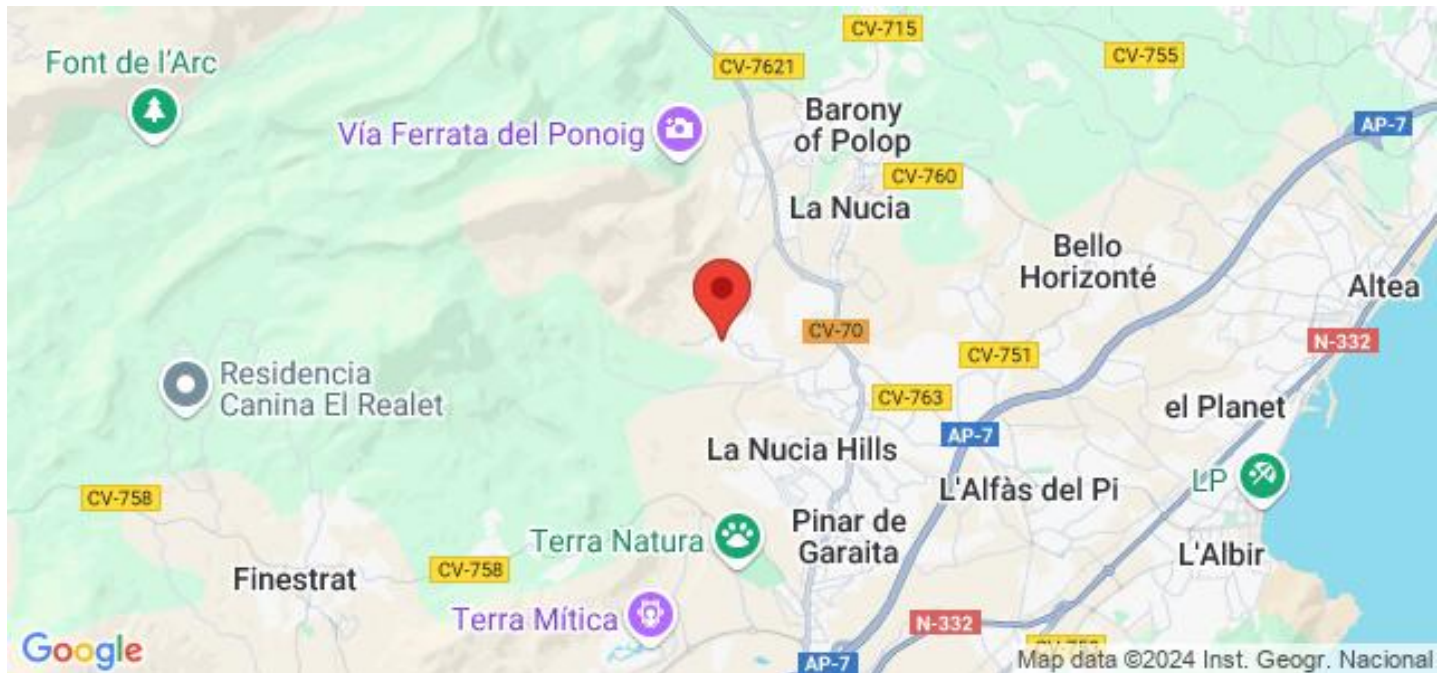 CV-715
Font de l'Arc
CV-7621
CV-755
Barony
of Polop
AP-7
Vía Ferrata del Ponoig
CV-760
La Nucia
Bello
Horizonté
Altea
CV-70
N-332
CV-751
Residencia
Canina El Realet
CV-763
el Planet
AP-7
La Nucia Hills
LP
L'Alfàs del Pi
CV-758
Pinar de
Garaita
Terra Natura
L'Albir
Finestrat
CV-758
Terra Mítica
N-332
Google
AP-7
Map data ©2024 Inst. Geogr. Nacional